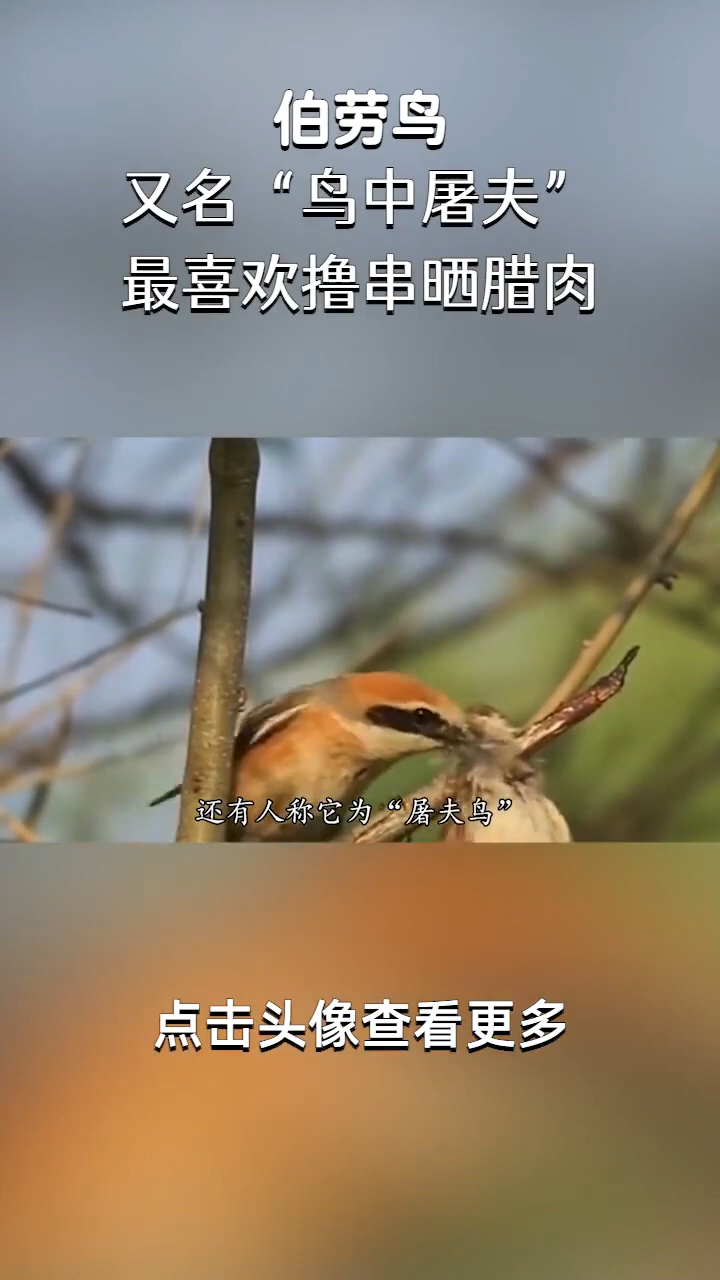 伯劳鸟
又名“鸟中屠夫”
最喜欢撸串晒腊肉
还有人称它为“屠夫鸟”
点击头像查看更多